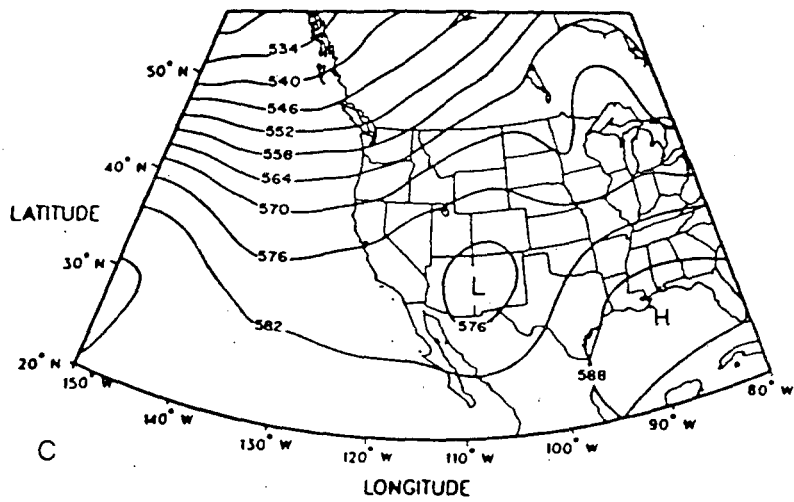 534
50° N
540
546
552
558
40° N
564
570
LATITUDE
576
30° N
L
H
582
576
20° N
588
150° W
80° W
140° W
90° W
130° W
100° W
120° W
110° W
C
LONGITUDE